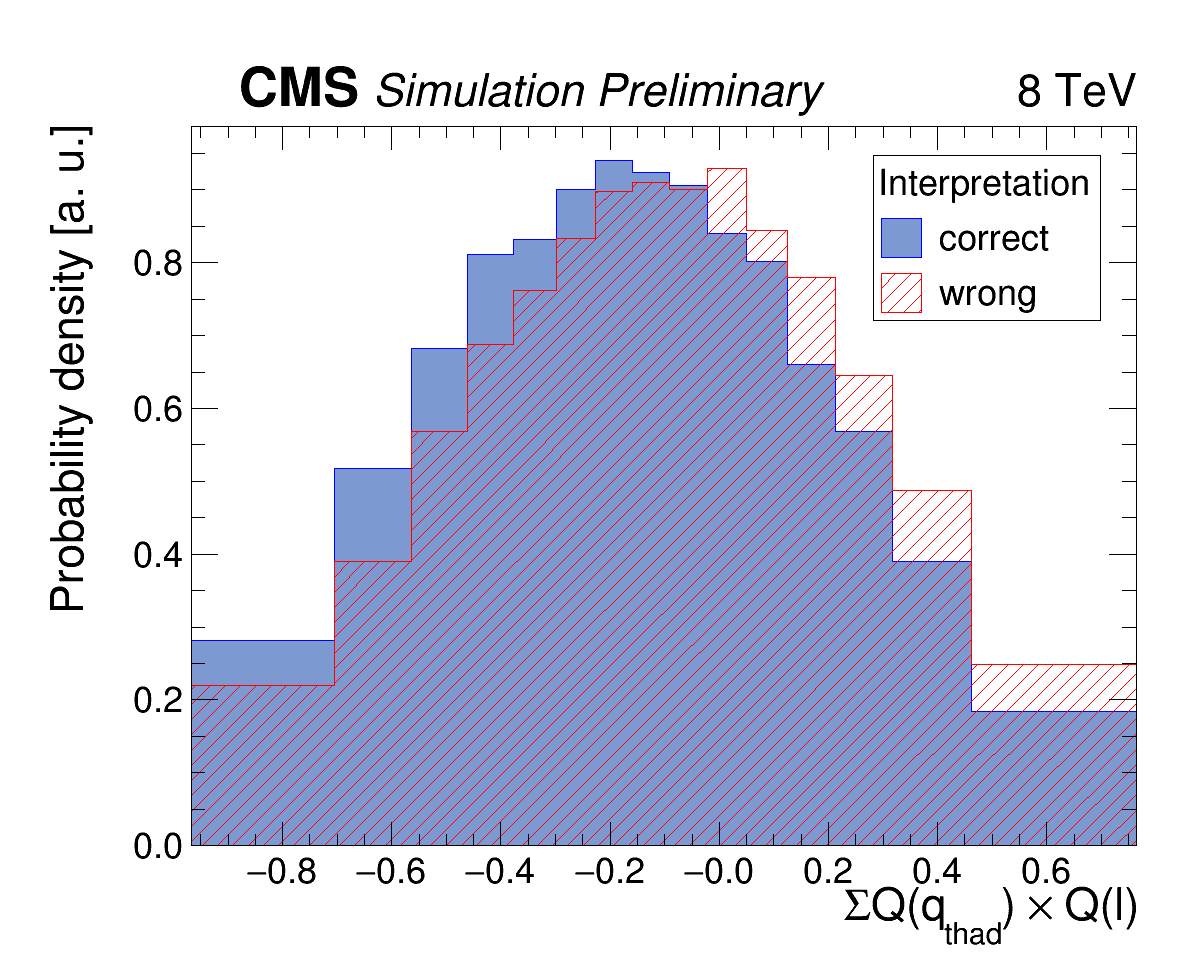 CMS Simulation Preliminary 8 TeV
Probability density [a. u.]
Interpretation
correct
wrong
0.8
0.6
0.4
0.2
0.0
−0.8 −0.6 −0.4 −0.2 −0.0 0.2 0.4 0.6
ΣQ(q_thad) × Q(l)